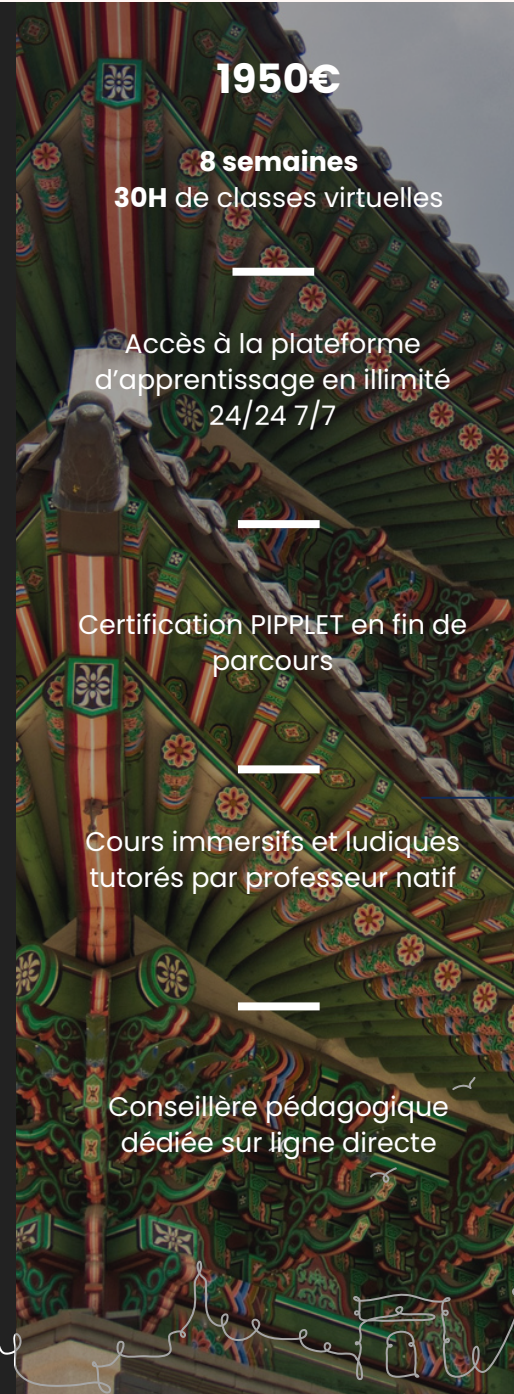 1950€
8 semaines
30H de classes virtuelles
Accès à la plateforme
d’apprentissage en illimité
24/24 7/7
Certification PIPPLET en fin de
parcours
Cours immersifs et ludiques
tutorés par professeur natif
Conseillère pédagogique
dédiée sur ligne directe